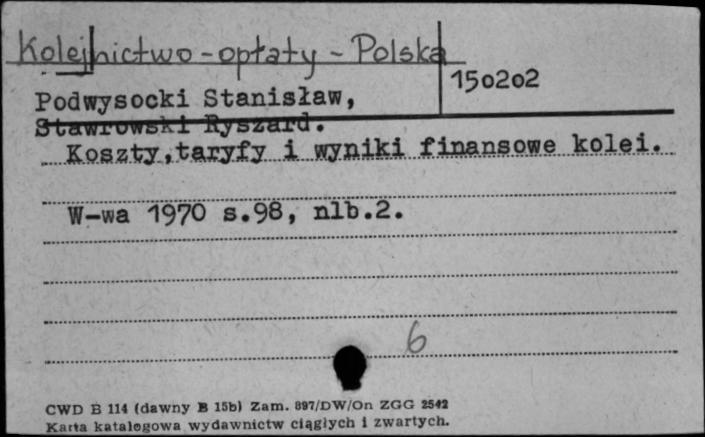 Kolejnictwo - opłaty - Polska
150202
Podwysocki Stanisław,
Stawrowski Ryszard.
Koszty,taryfy i wyniki finansowe kolei.
W-wa 1970 s.98, nlb.2.
6
CWD B 114 (dawny B 15b) Zam. 897/DW/On ZGG 2542
Karta katalogowa wydawnictw ciągłych i zwartych.